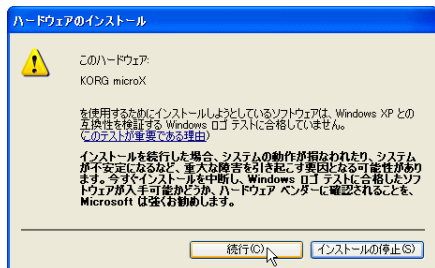 ハードウェアのインストール
このハードウェア:
KORG microX
を使用するためにインストールしようとしているソフトウェアは、Windows XP との
互換性を検証する Windows ロゴ テストに合格していません。
(このテストが重要である理由)
インストールを続行した場合、システムの動作が損なわれたり、システム
が不安定になるなど、重大な障害を引き起こす要因となる可能性があり
ます。今すぐインストールを中断し、Windows ロゴ テストに合格したソフ
トウェアが入手可能かどうか、ハードウェア ベンダーに確認されることを、
Microsoft は強くお勧めします。
続行(C)
インストールの停止(S)